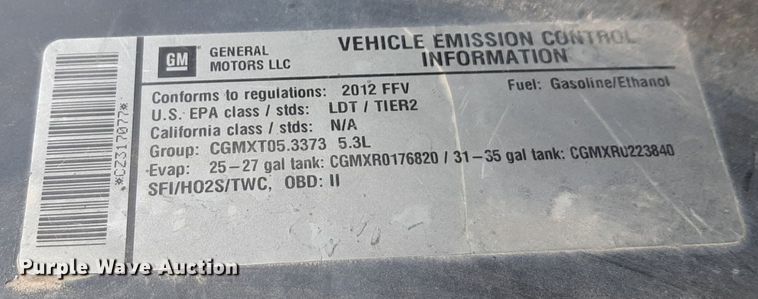 GM GENERAL MOTORS LLC
VEHICLE EMISSION CONTROL
INFORMATION
Conforms to regulations: 2012 FFV Fuel: Gasoline/Ethanol
U.S. EPA class / stds: LDT / TIER2
California class / stds: N/A
Group: CGMXT05.3373 5.3L
Evap: 25-27 gal tank: CGMXR0176820 / 31-35 gal tank: CGMXR0223840
SFI/HO2S/TWC, OBD: II
*CZ317077*
Purple Wave Auction